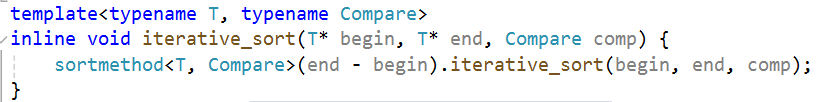 template<typename T, typename Compare>
inline void iterative_sort(T* begin, T* end, Compare comp) {
    sortmethod<T, Compare>(end - begin).iterative_sort(begin, end, comp);
}